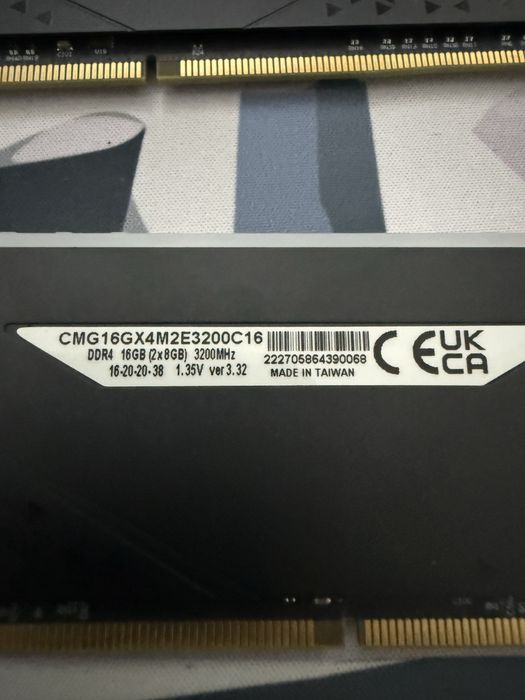 CMG16GX4M2E3200C16
DDR4 16GB (2x8GB) 3200MHz
16-20-20-38 1.35V ver3.32
222705864390068
MADE IN TAIWAN
CE
UK
CA